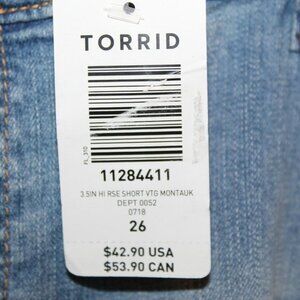 TORRID
FL_310
11284411
3.5IN HI RSE SHORT VTG MONTAUK
DEPT 0052
0718
26
$42.90 USA
$53.90 CAN